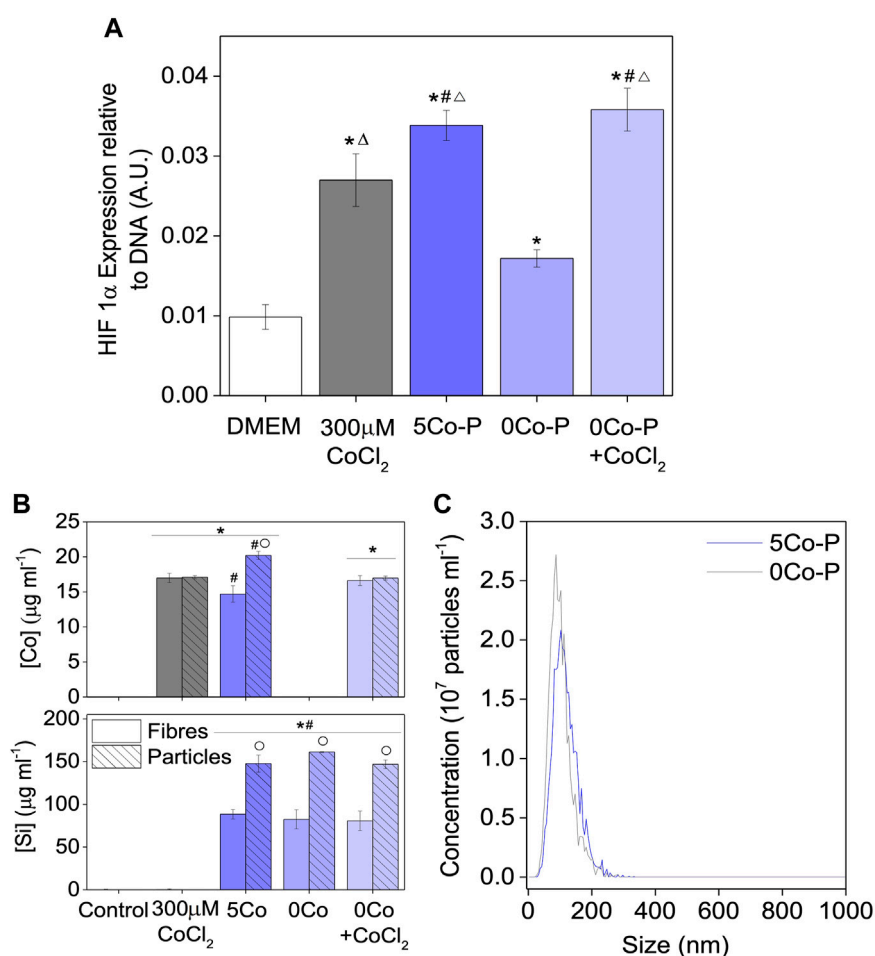 A
HIF 1α Expression relative
to DNA (A.U.)
0.04
0.03
0.02
0.01
0.00
*Δ
*#△
*
*#△
DMEM
300μM
CoCl₂
5Co-P
0Co-P
0Co-P
+CoCl₂
B
[Co] (μg ml⁻¹)
25
20
15
10
5
0
*
#
#○
*
[Si] (μg ml⁻¹)
200
150
100
50
0
Fibres
Particles
*#
○
○
○
Control
300μM
CoCl₂
5Co
0Co
0Co
+CoCl₂
C
Concentration (10⁷ particles ml⁻¹)
3.0
2.5
2.0
1.5
1.0
0.5
0.0
5Co-P
0Co-P
0 200 400 600 800 1000
Size (nm)